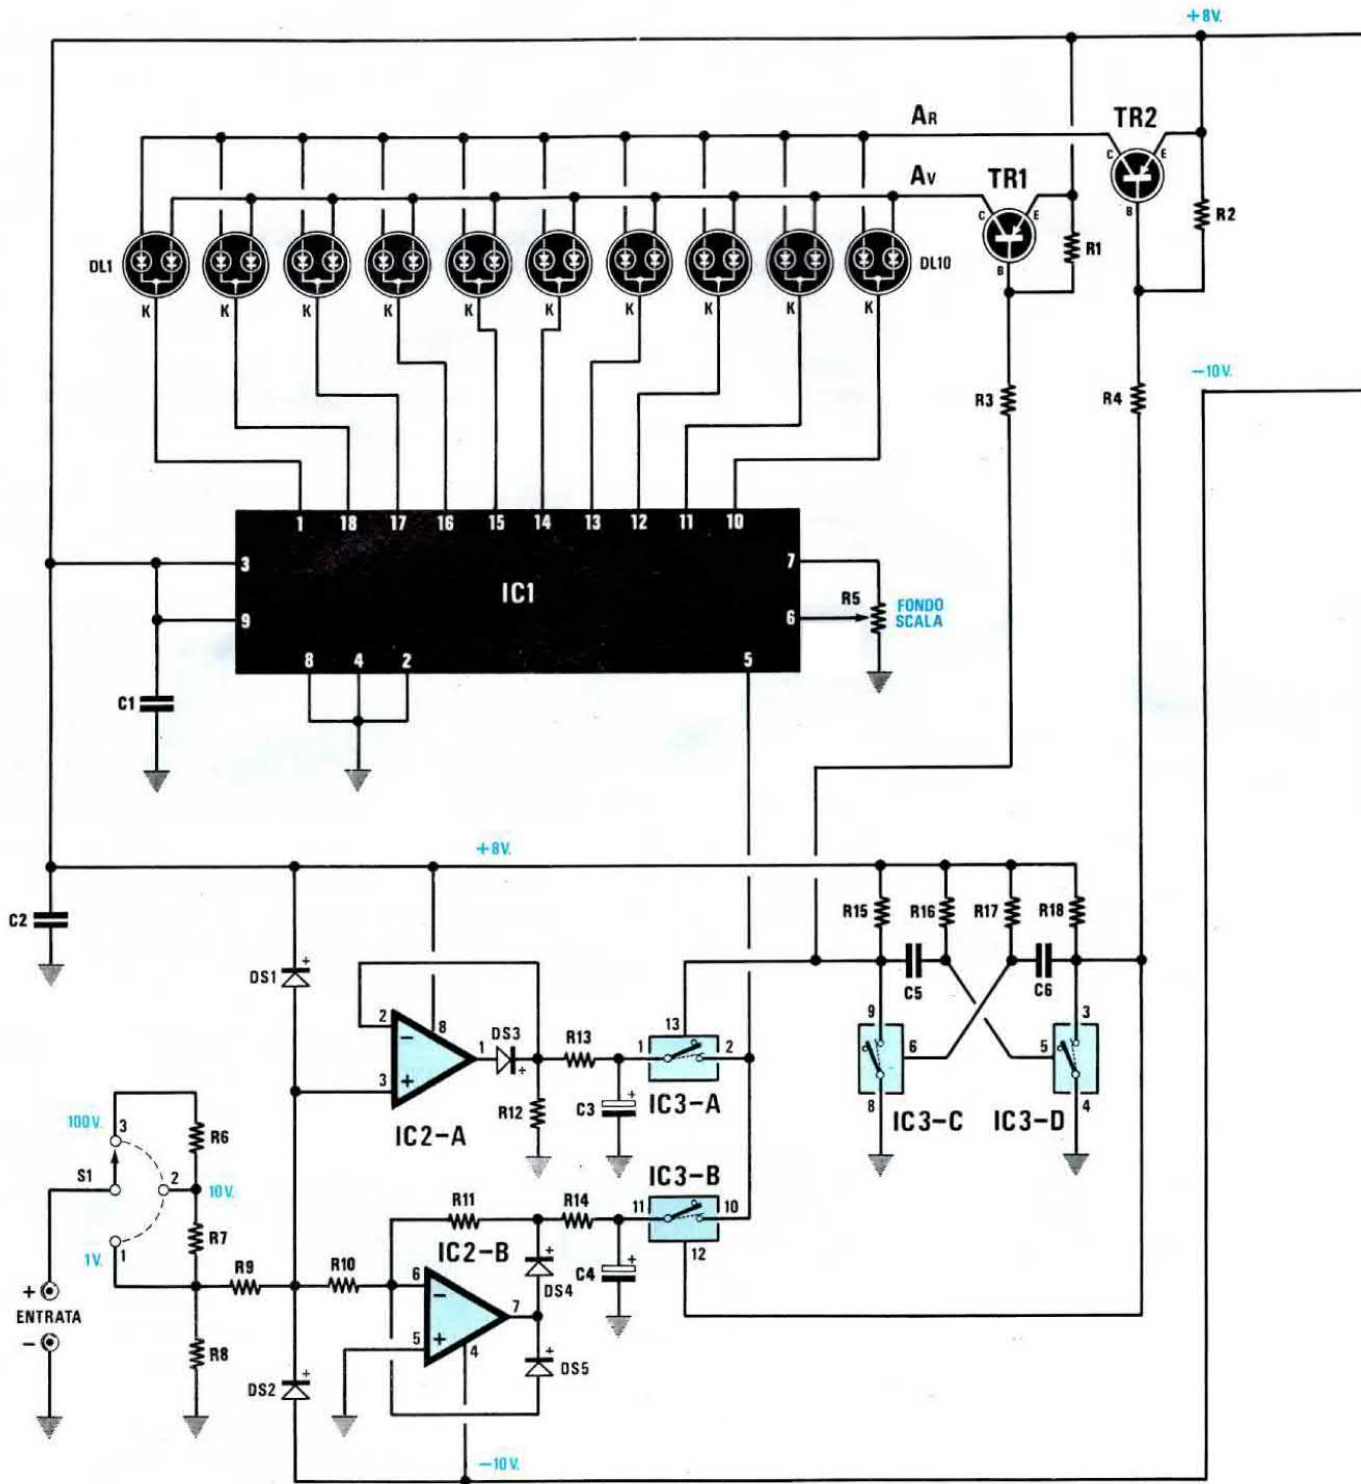 +8V.
AR
TR2
AV
TR1
C
E
C
E
B
R2
R1
B
DL1
DL10
K
K
K
K
K
K
K
K
K
K
-10V.
R3
R4
1
18
17
16
15
14
13
12
11
10
3
7
IC1
R5
FONDO
SCALA
9
6
8
4
2
5
C1
+8V.
C2
R15
R16
R17
R18
DS1
+
C5
C6
2
-
8
DS3
13
9
3
1
+
R13
1
2
6
5
3
+
R12
C3
+
IC3-A
8
4
IC2-A
IC3-C
IC3-D
100V.
3
R6
S1
2
10V.
IC3-B
R11
R14
11
10
R7
IC2-B
12
1V.
1
R9
R10
6
-
+
DS4
C4
+
+
ENTRATA
-
7
5
+
4
R8
+
DS5
DS2
+
-10V.